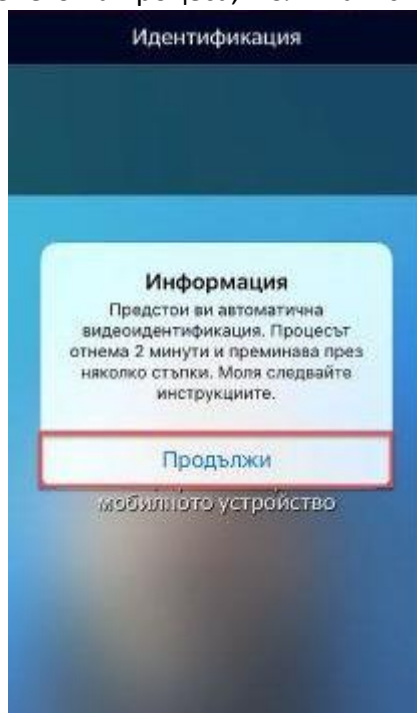 Идентификация
Информация
Предстои ви автоматична
видеоидентификация. Процесът
отнема 2 минути и преминава през
няколко стъпки. Моля следвайте
инструкциите.
Продължи
мобилното устройство